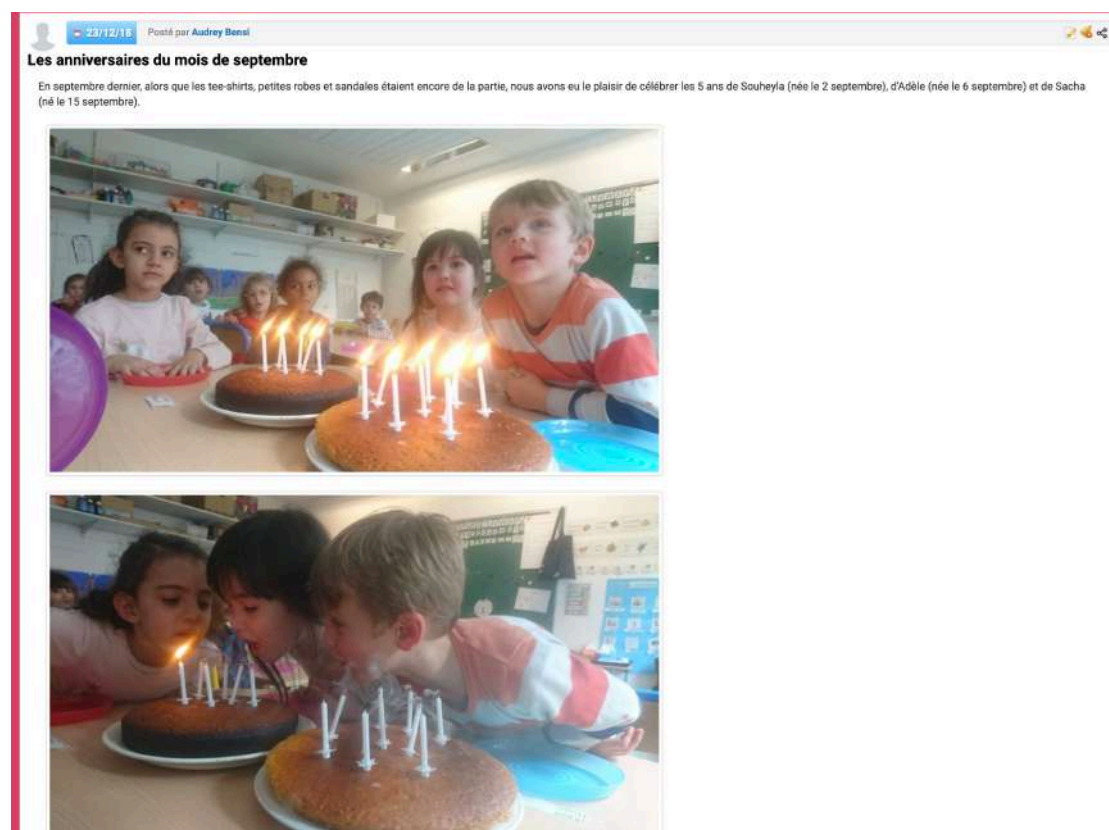 23/12/18 Posté par Audrey Bensi
Les anniversaires du mois de septembre
En septembre dernier, alors que les tee-shirts, petites robes et sandales étaient encore de la partie, nous avons eu le plaisir de célébrer les 5 ans de Souheyla (née le 2 septembre), d'Adèle (née le 6 septembre) et de Sacha
(né le 15 septembre).